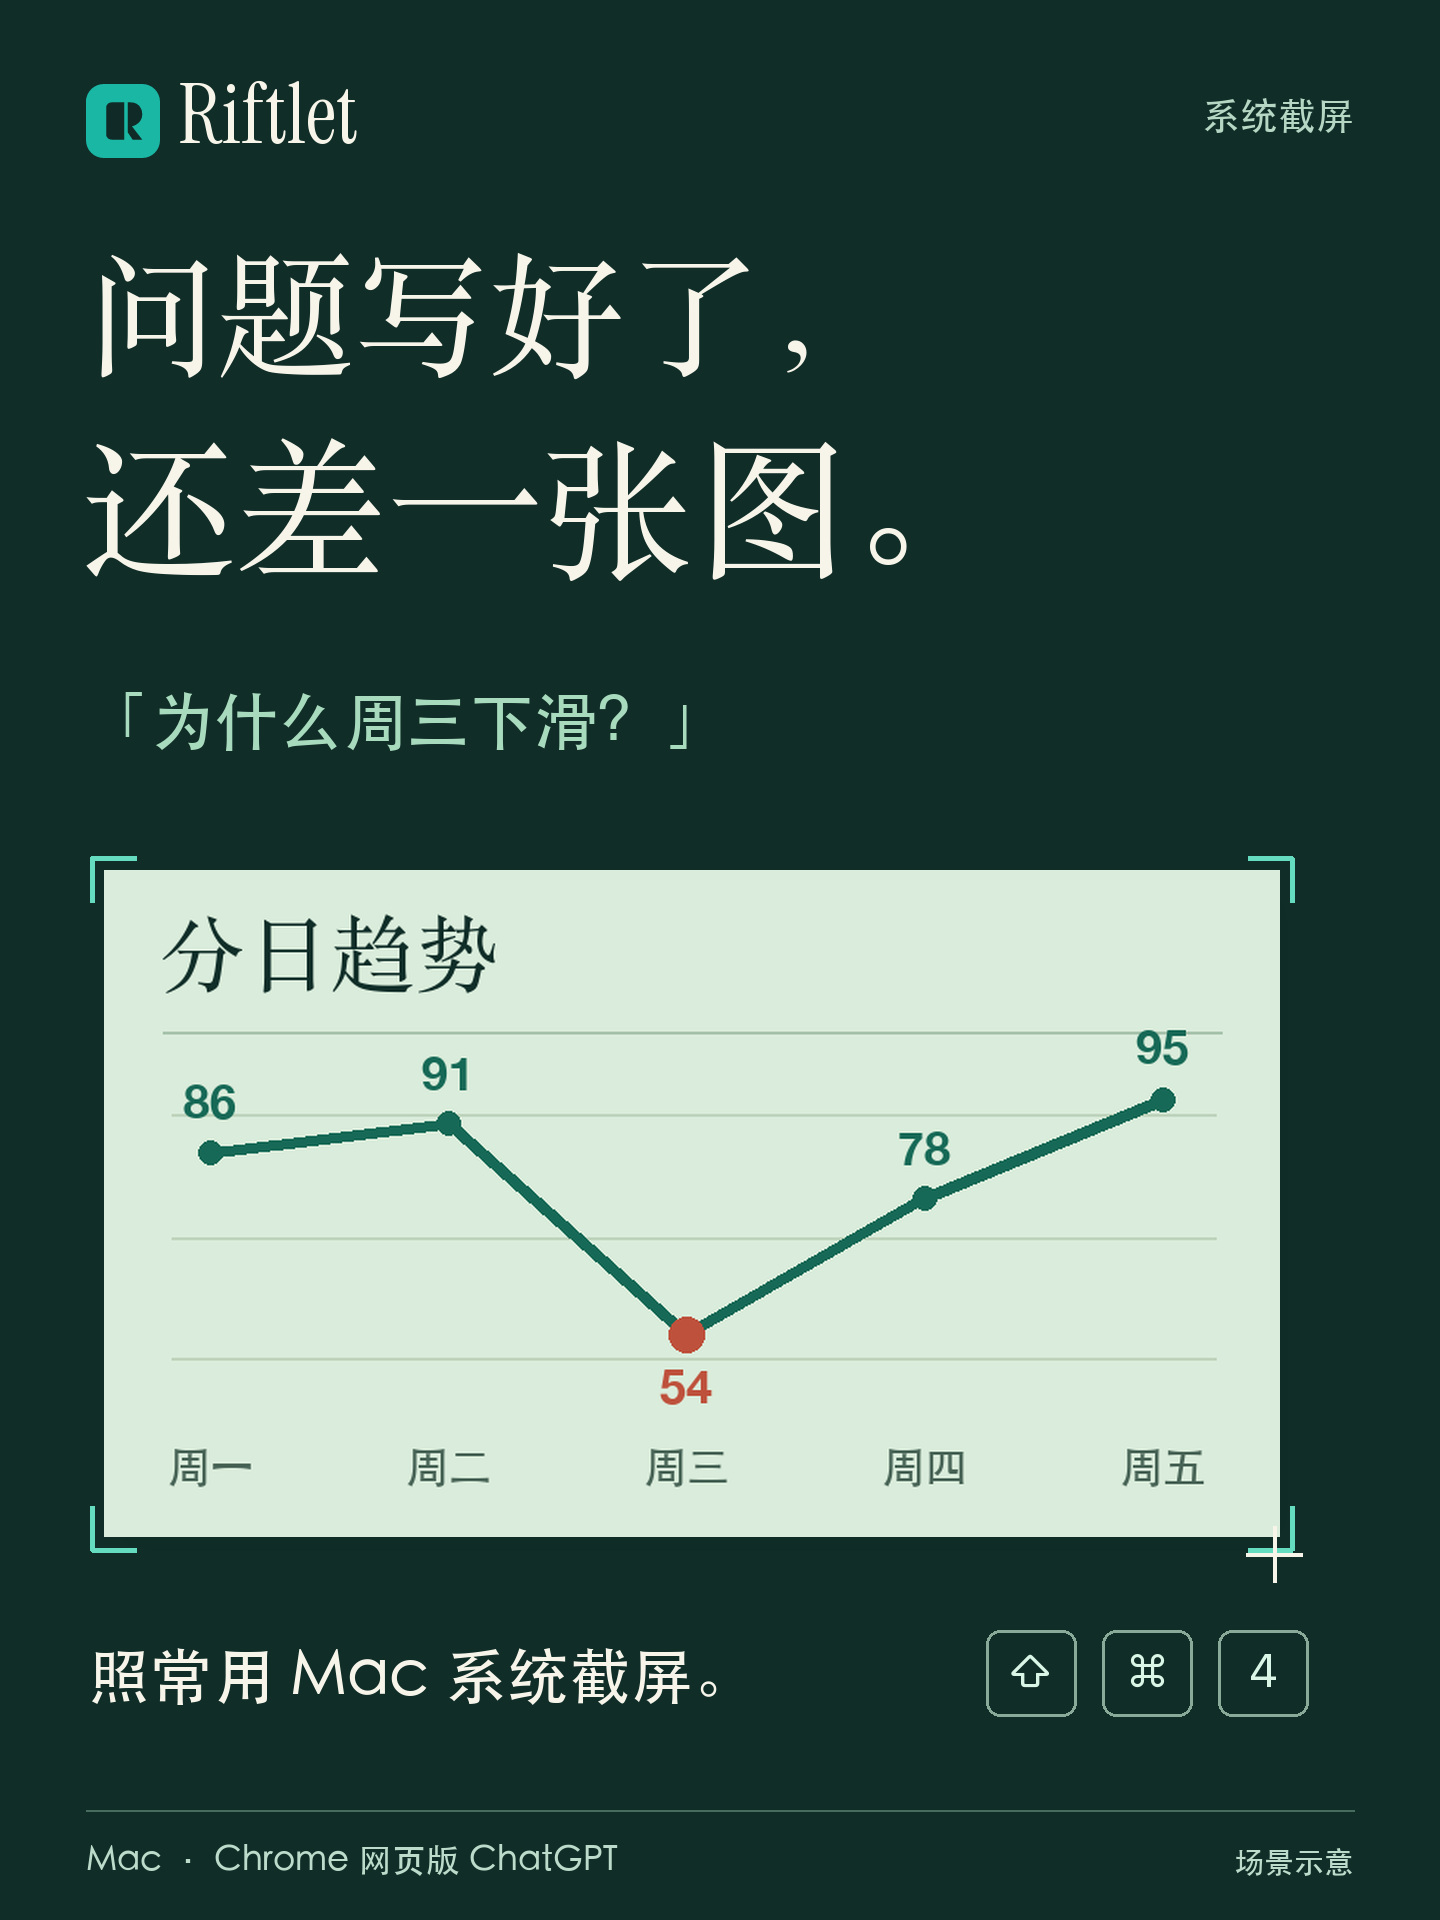 Riftlet
系统截屏
问题写好了，
还差一张图。
「为什么周三下滑？」
分日趋势
95
91
86
78
54
周一 周二 周三 周四 周五
照常用 Mac 系统截屏。
⇧ ⌘ 4
Mac · Chrome 网页版 ChatGPT
场景示意